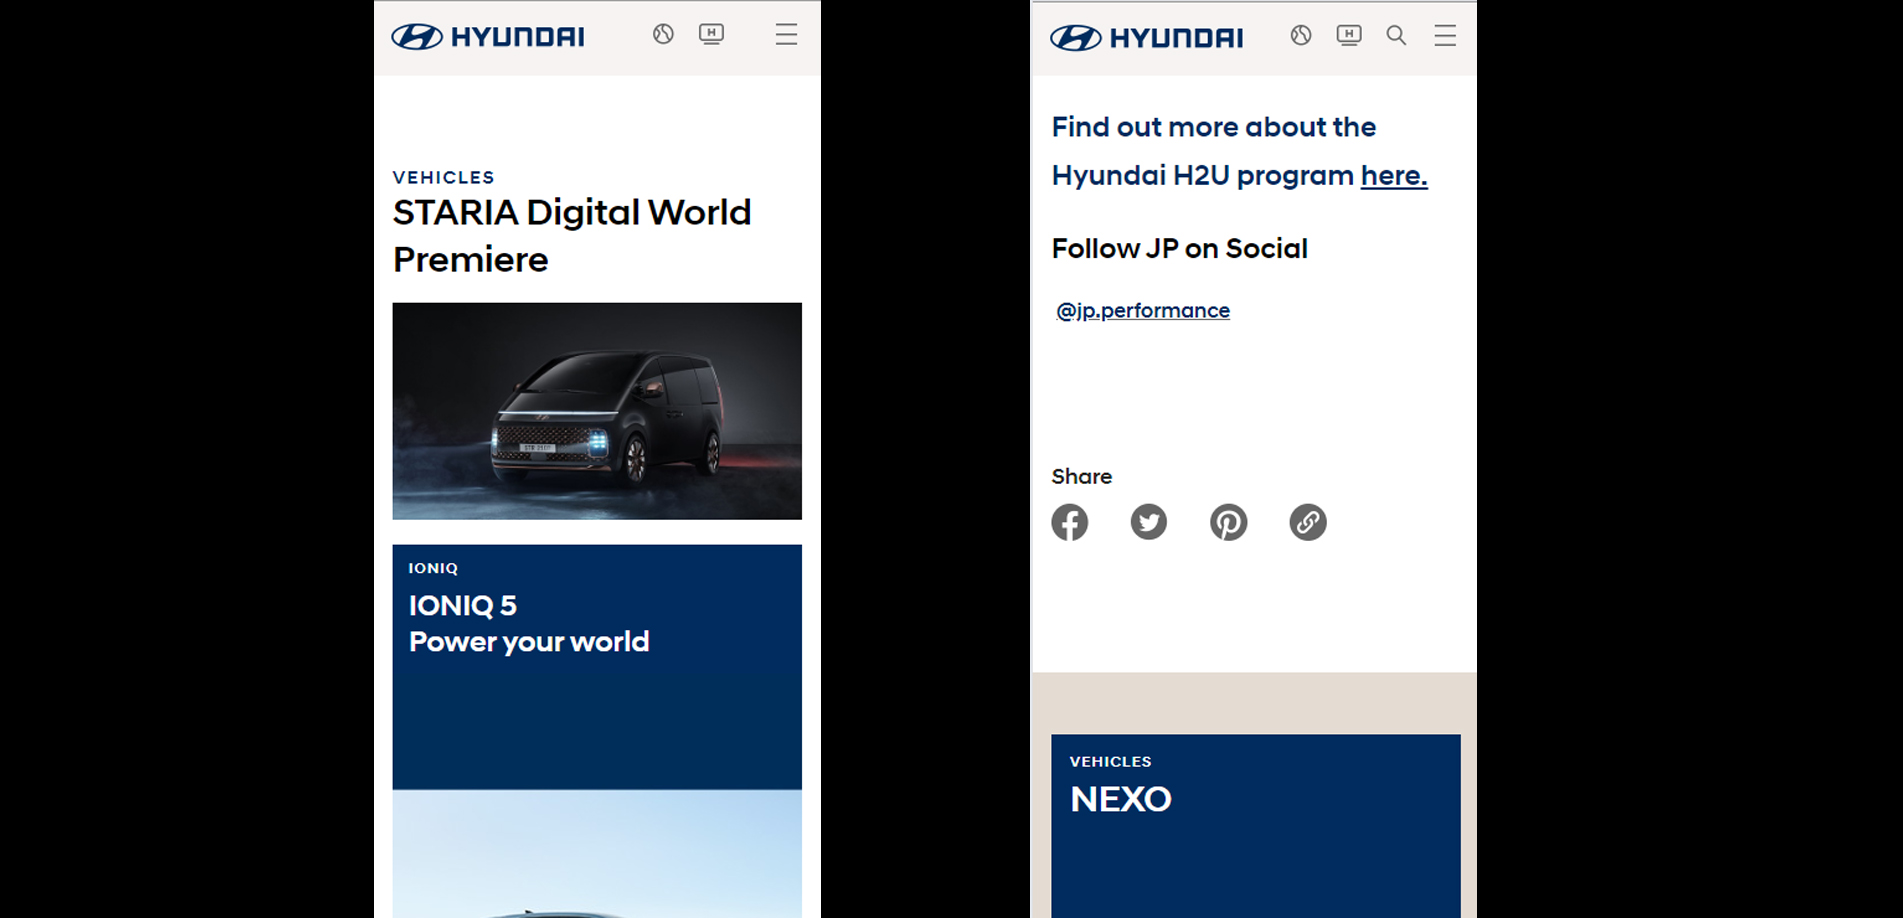 HYUNDAI
H
VEHICLES
STARIA Digital World
Premiere
IONIQ
IONIQ 5
Power your world
HYUNDAI
H
Find out more about the
Hyundai H2U program here.
Follow JP on Social
@jp.performance
Share
VEHICLES
NEXO